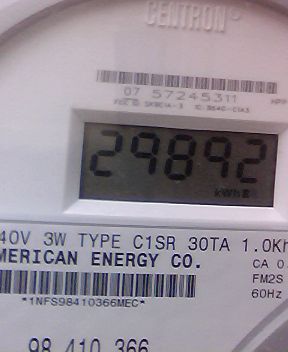 CENTRON®
07 57245311
29892
kWh
40V 3W TYPE C1SR 30TA 1.0Kh
MERICAN ENERGY CO.
CA 0.
FM2S
60Hz
*1NFS98410366MEC*
98 410 366